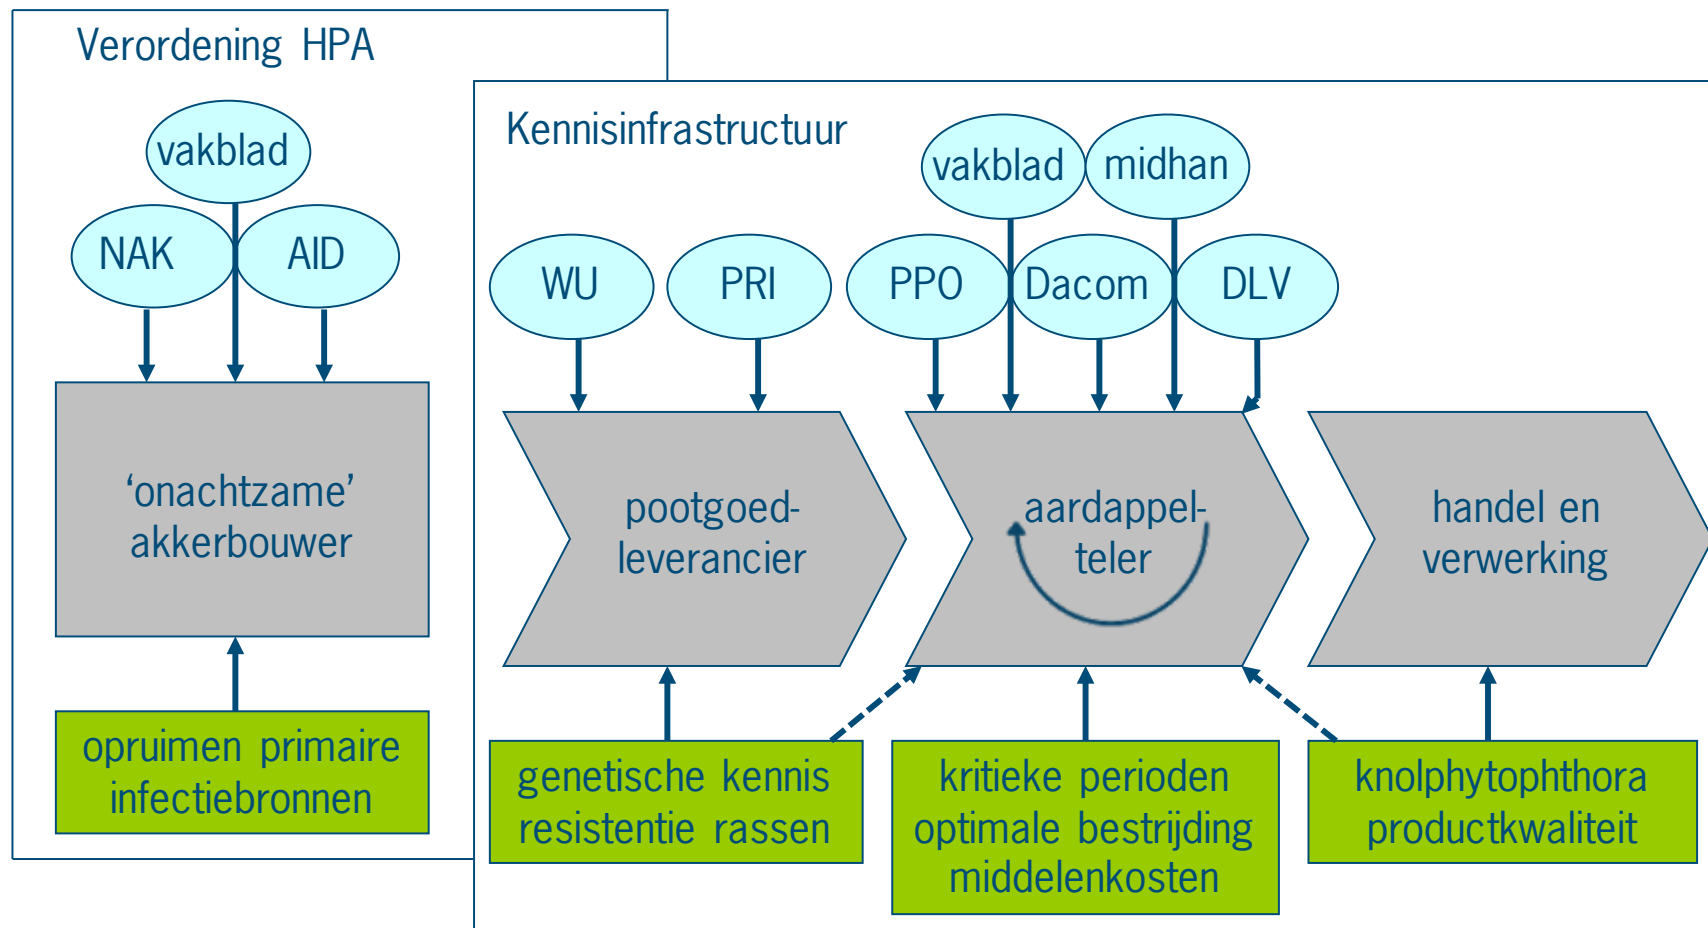 Verordening HPA
vakblad
NAK
AID
‘onachtzame’
akkerbouwer
opruimen primaire
infectiebronnen
Kennisinfrastructuur
vakblad
midhan
WU
PRI
PPO
Dacom
DLV
pootgoed-
leverancier
aardappel-
teler
handel en
verwerking
genetische kennis
resistentie rassen
kritieke perioden
optimale bestrijding
middelenkosten
knolphytophthora
productkwaliteit